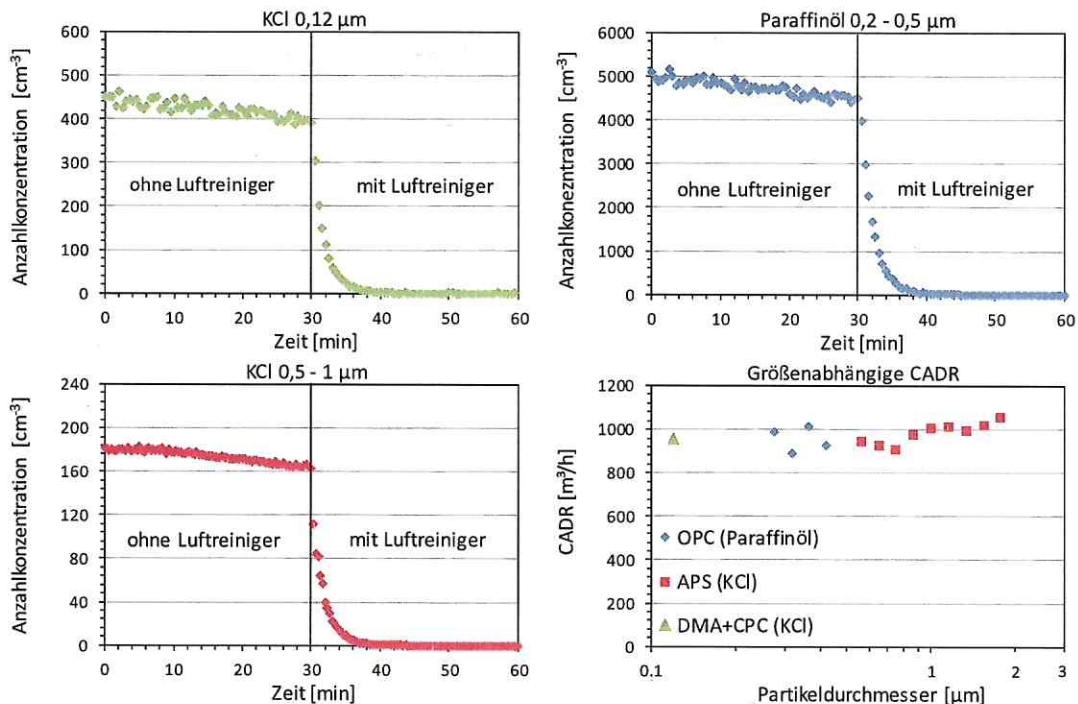 KCl 0,12 µm
Anzahlkonzentration [cm⁻³]
600
500
400
300
200
100
0
ohne Luftreiniger
mit Luftreiniger
0 10 20 30 40 50 60
Zeit [min]
Paraffinöl 0,2 - 0,5 µm
Anzahlkonezntration [cm⁻³]
6000
5000
4000
3000
2000
1000
0
ohne Luftreiniger
mit Luftreiniger
0 10 20 30 40 50 60
Zeit [min]
KCl 0,5 - 1 µm
Anzahlkonzentration [cm⁻³]
240
200
160
120
80
40
0
ohne Luftreiniger
mit Luftreiniger
0 10 20 30 40 50 60
Zeit [min]
Größenabhängige CADR
CADR [m³/h]
1200
1000
800
600
400
200
0
OPC (Paraffinöl)
APS (KCl)
DMA+CPC (KCl)
0.1 1 2 3
Partikeldurchmesser [µm]